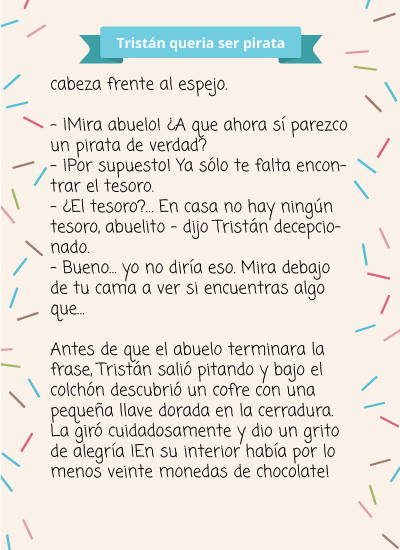 Tristán queria ser pirata
cabeza frente al espejo.
- ¡Mira abuelo! ¿A que ahora sí parezco
un pirata de verdad?
- ¡Por supuesto! Ya sólo te falta encon-
trar el tesoro.
- ¿El tesoro?... En casa no hay ningún
tesoro, abuelito - dijo Tristán decepcio-
nado.
- Bueno... yo no diría eso. Mira debajo
de tu cama a ver si encuentras algo
que...
Antes de que el abuelo terminara la
frase, Tristán salió pitando y bajo el
colchón descubrió un cofre con una
pequeña llave dorada en la cerradura.
La giró cuidadosamente y dio un grito
de alegría ¡En su interior había por lo
menos veinte monedas de chocolate!